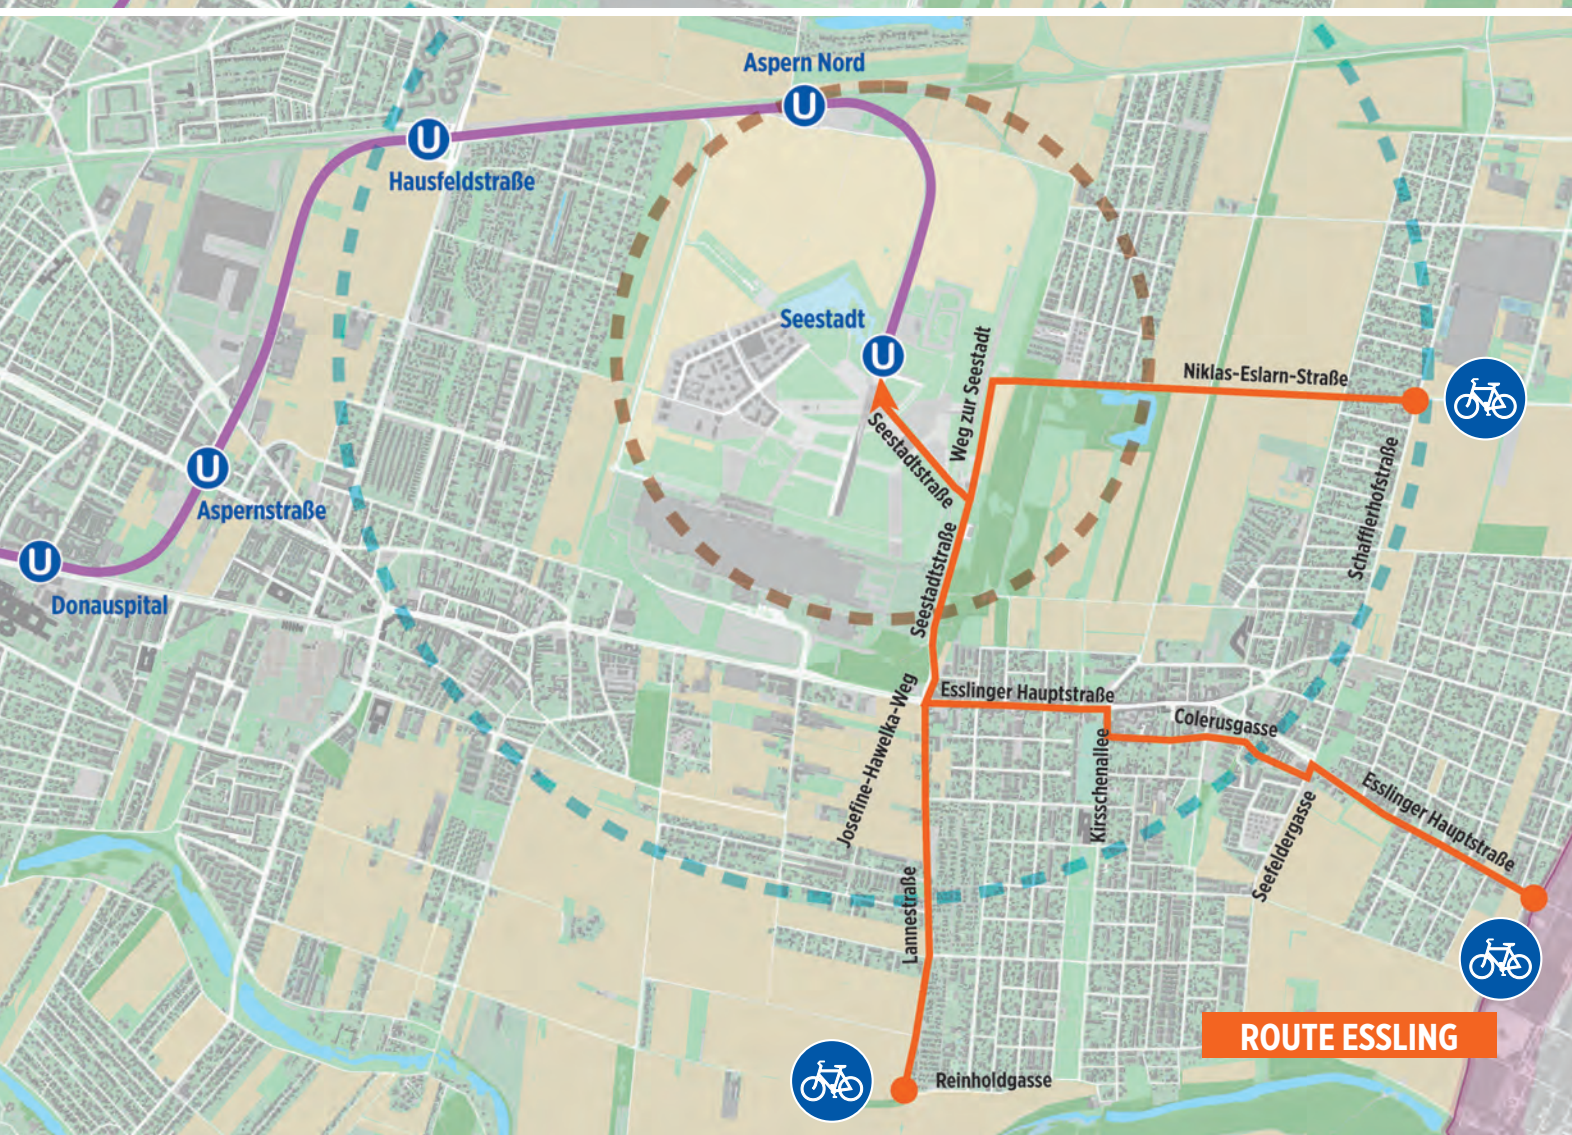 Aspern Nord
U
U
Hausfeldstraße
Seestadt
U
Weg zur Seestadt
Niklas-Eslarn-Straße
Seestadtstraße
U
Aspernstraße
Schafflerhofstraße
U
Donauspital
Seestadtstraße
Esslinger Hauptstraße
Josefine-Hawelka-Weg
Colerusgasse
Kirsschenallee
Esslinger Hauptstraße
Seefeldergasse
Lannestraße
ROUTE ESSLING
Reinholdgasse